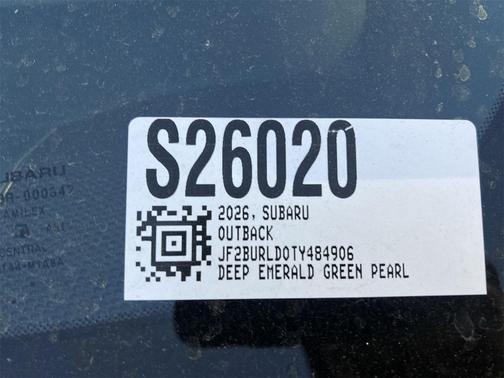 S26020
2026, SUBARU
OUTBACK
JF2BURLD0TY484906
DEEP EMERALD GREEN PEARL
SUBARU